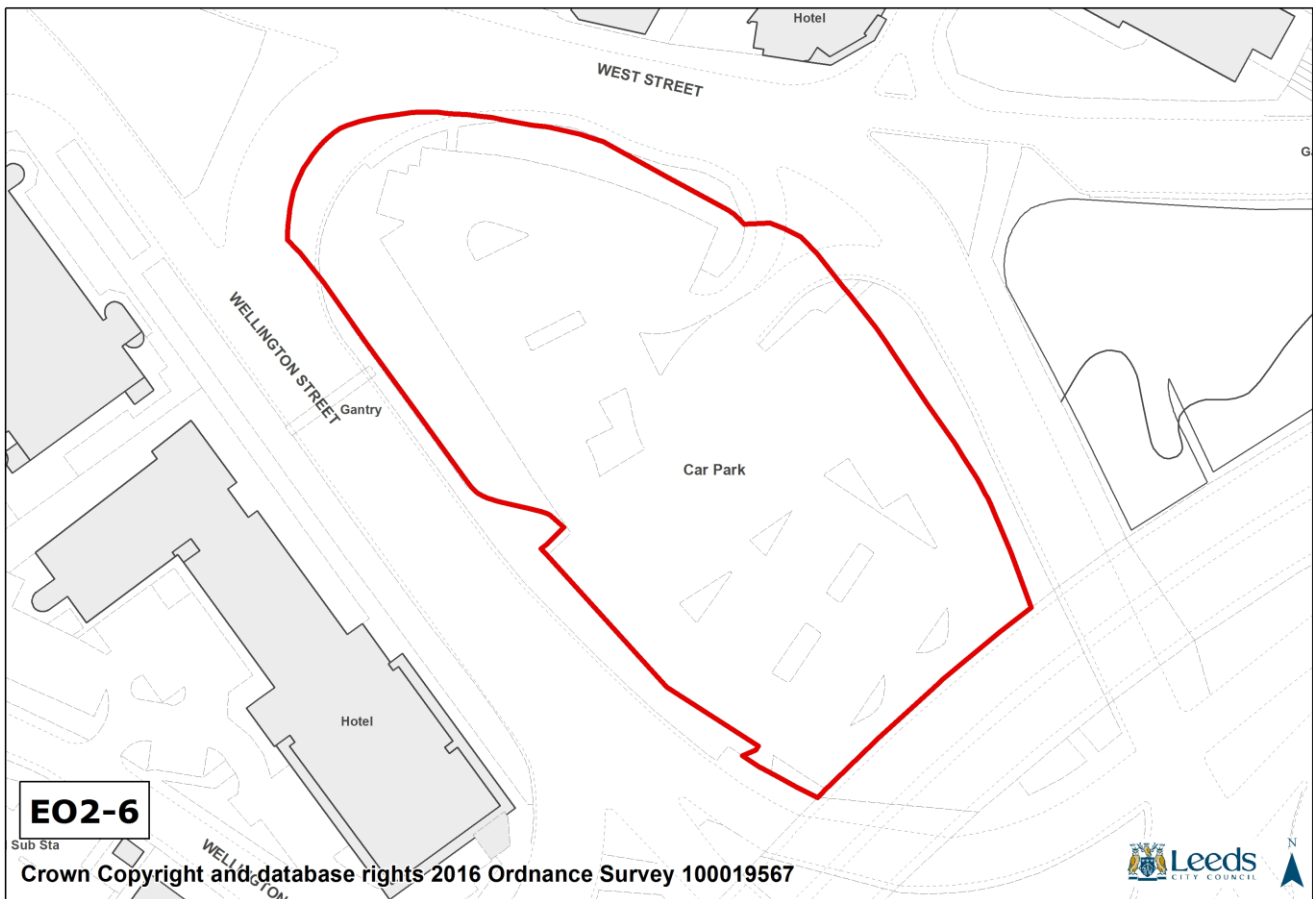 Hotel
WEST STREET
G
WELLINGTON STREET
Gantry
Car Park
Hotel
EO2-6
Sub Sta
WELLINGTON
Crown Copyright and database rights 2016 Ordnance Survey 100019567
Leeds
CITY COUNCIL
N